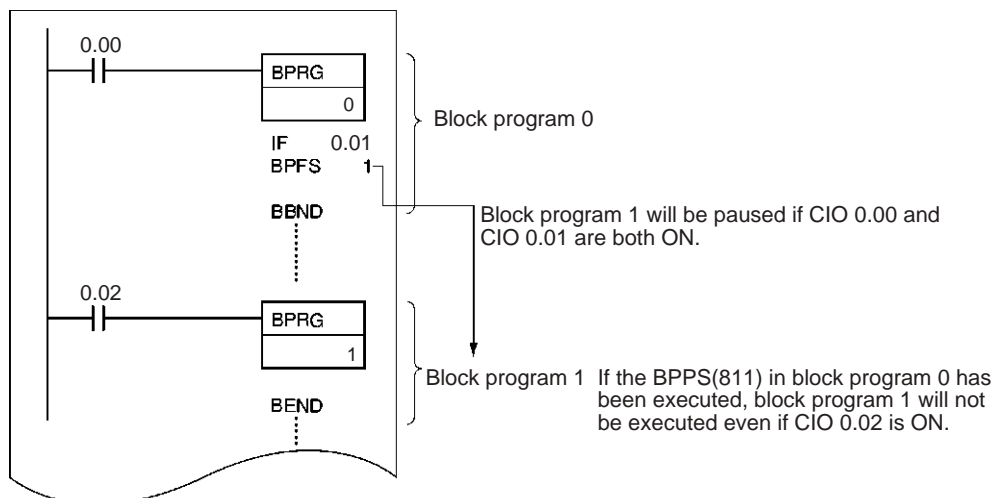 0.00
BPRG
0
Block program 0
IF 0.01
BPFS 1
BBND
Block program 1 will be paused if CIO 0.00 and
CIO 0.01 are both ON.
0.02
BPRG
1
Block program 1 If the BPPS(811) in block program 0 has
been executed, block program 1 will not
be executed even if CIO 0.02 is ON.
BEND